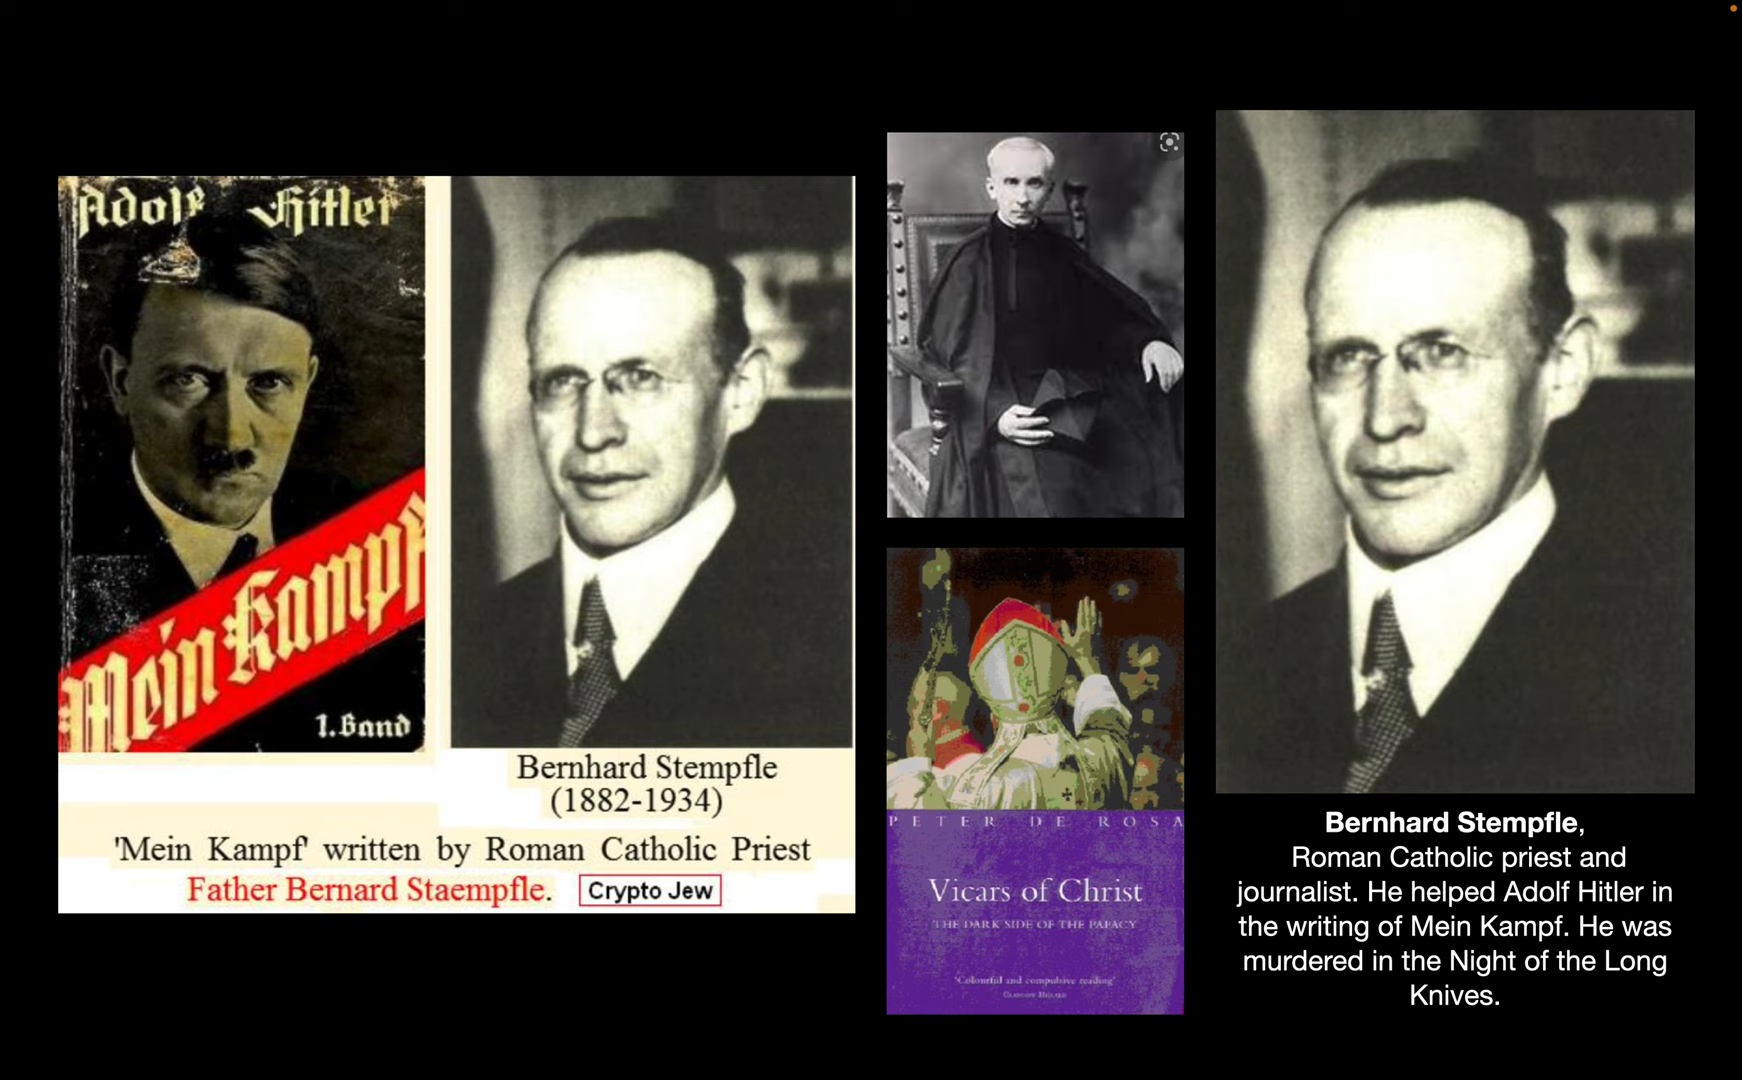 Adolf Hitler
Mein Kampf
1. Band
Bernhard Stempfle
(1882-1934)
'Mein Kampf' written by Roman Catholic Priest
Father Bernard Staempfle. Crypto Jew
PETER DE ROSA
Vicars of Christ
THE DARK SIDE OF THE PAPACY
'Colourful and compulsive reading'
GLASGOW HERALD
Bernhard Stempfle,
Roman Catholic priest and
journalist. He helped Adolf Hitler in
the writing of Mein Kampf. He was
murdered in the Night of the Long
Knives.